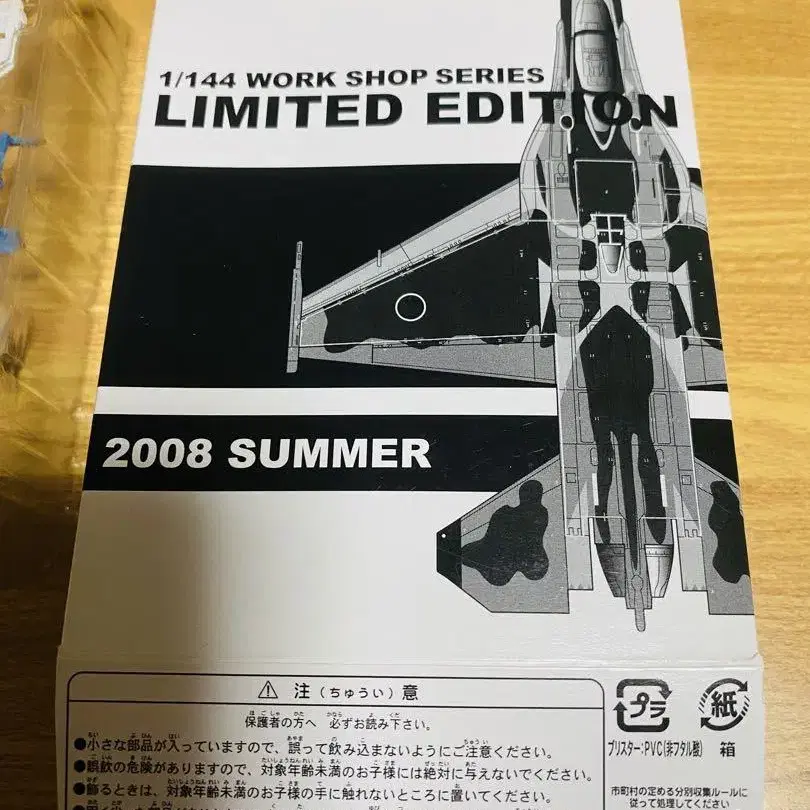 1/144 WORK SHOP SERIES
LIMITED EDITION
2008 SUMMER
注(ちゅうい)意
保護者の方へ 必ずお読み下さい。
●小さな部品が入っていますので、誤って飲み込まないようにご注意ください。
●誤飲の危険がありますので、対象年齢未満のお子様には絶対に与えないでください。
●飾るときは、対象年齢未満のお子様の手に触れないところに置いてください。
プラ
紙
ブリスター:PVC(非フタル酸)
箱
市町村の定める分別収集ルールに
従って処理してください